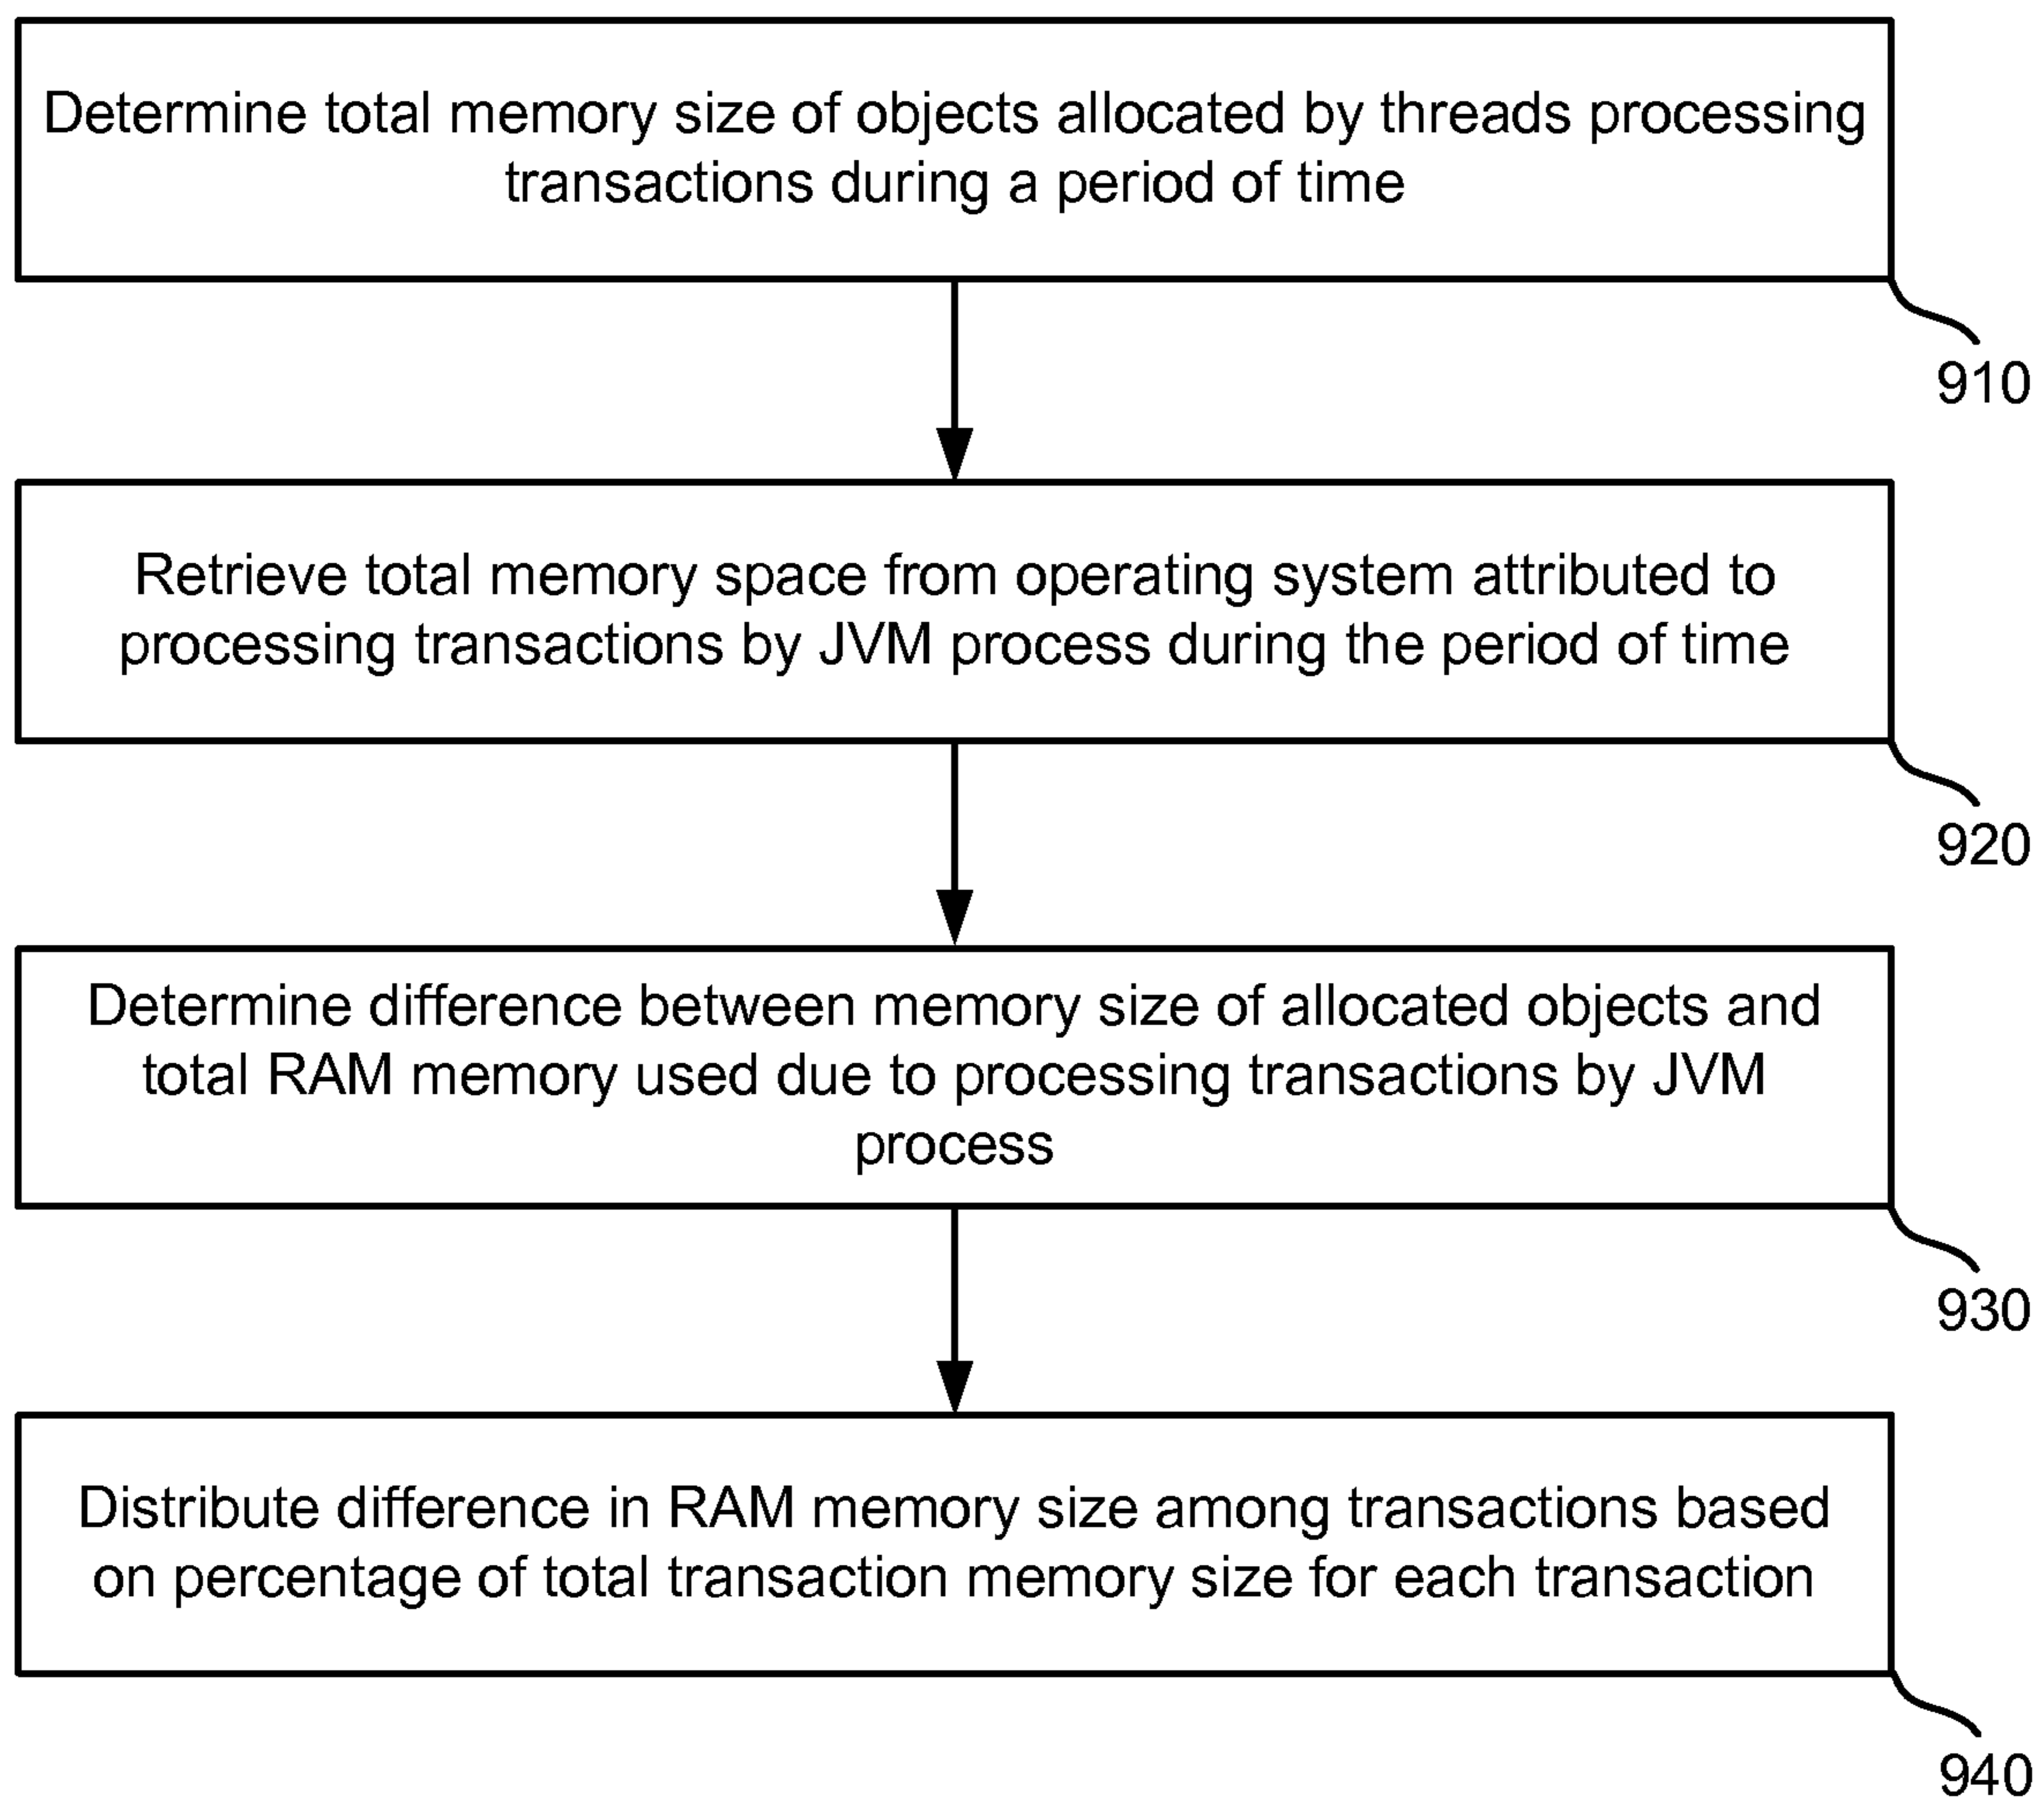 Determine total memory size of objects allocated by threads processing
transactions during a period of time
910
Retrieve total memory space from operating system attributed to
processing transactions by JVM process during the period of time
920
Determine difference between memory size of allocated objects and
total RAM memory used due to processing transactions by JVM
process
930
Distribute difference in RAM memory size among transactions based
on percentage of total transaction memory size for each transaction
940